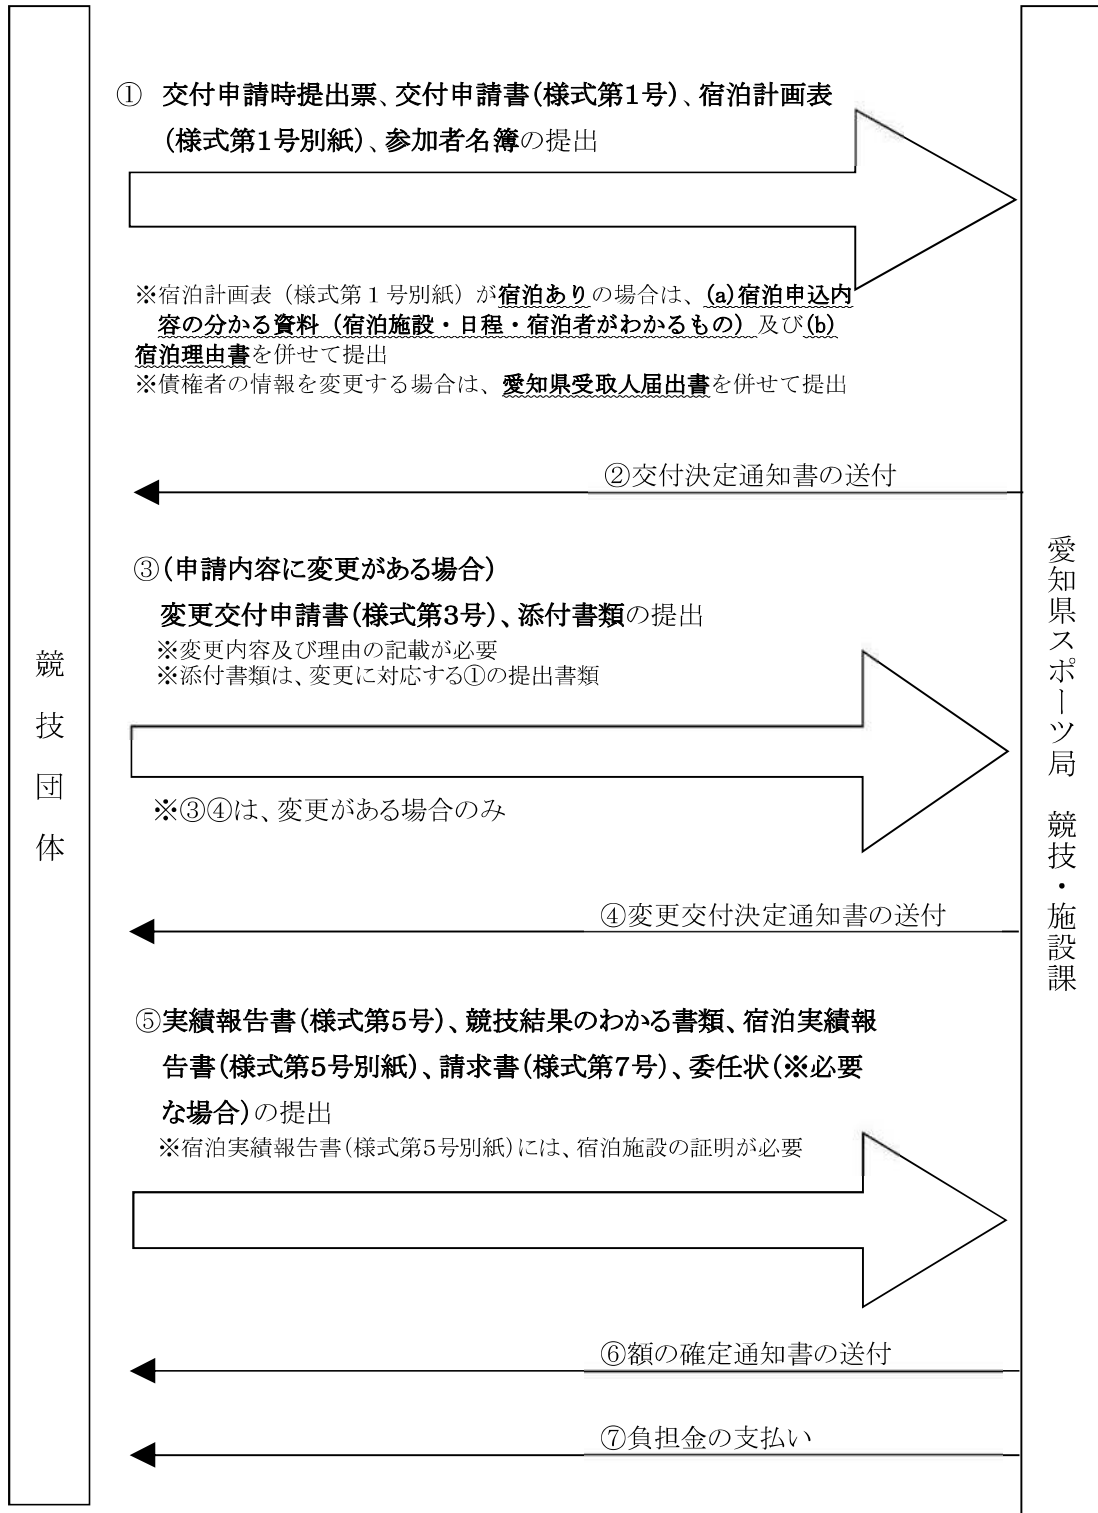 ① 交付申請時提出票、交付申請書(様式第1号)、宿泊計画表
(様式第1号別紙)、参加者名簿の提出
※宿泊計画表（様式第１号別紙）が宿泊ありの場合は、(a)宿泊申込内
容の分かる資料（宿泊施設・日程・宿泊者がわかるもの）及び(b)
宿泊理由書を併せて提出
※債権者の情報を変更する場合は、愛知県受取人届出書を併せて提出
②交付決定通知書の送付
③(申請内容に変更がある場合)
変更交付申請書(様式第3号)、添付書類の提出
※変更内容及び理由の記載が必要
※添付書類は、変更に対応する①の提出書類
※③④は、変更がある場合のみ
④変更交付決定通知書の送付
⑤実績報告書(様式第5号)、競技結果のわかる書類、宿泊実績報
告書(様式第5号別紙)、請求書(様式第7号)、委任状(※必要
な場合)の提出
※宿泊実績報告書(様式第5号別紙)には、宿泊施設の証明が必要
⑥額の確定通知書の送付
⑦負担金の支払い
競技団体
愛知県スポーツ局　競技・施設課